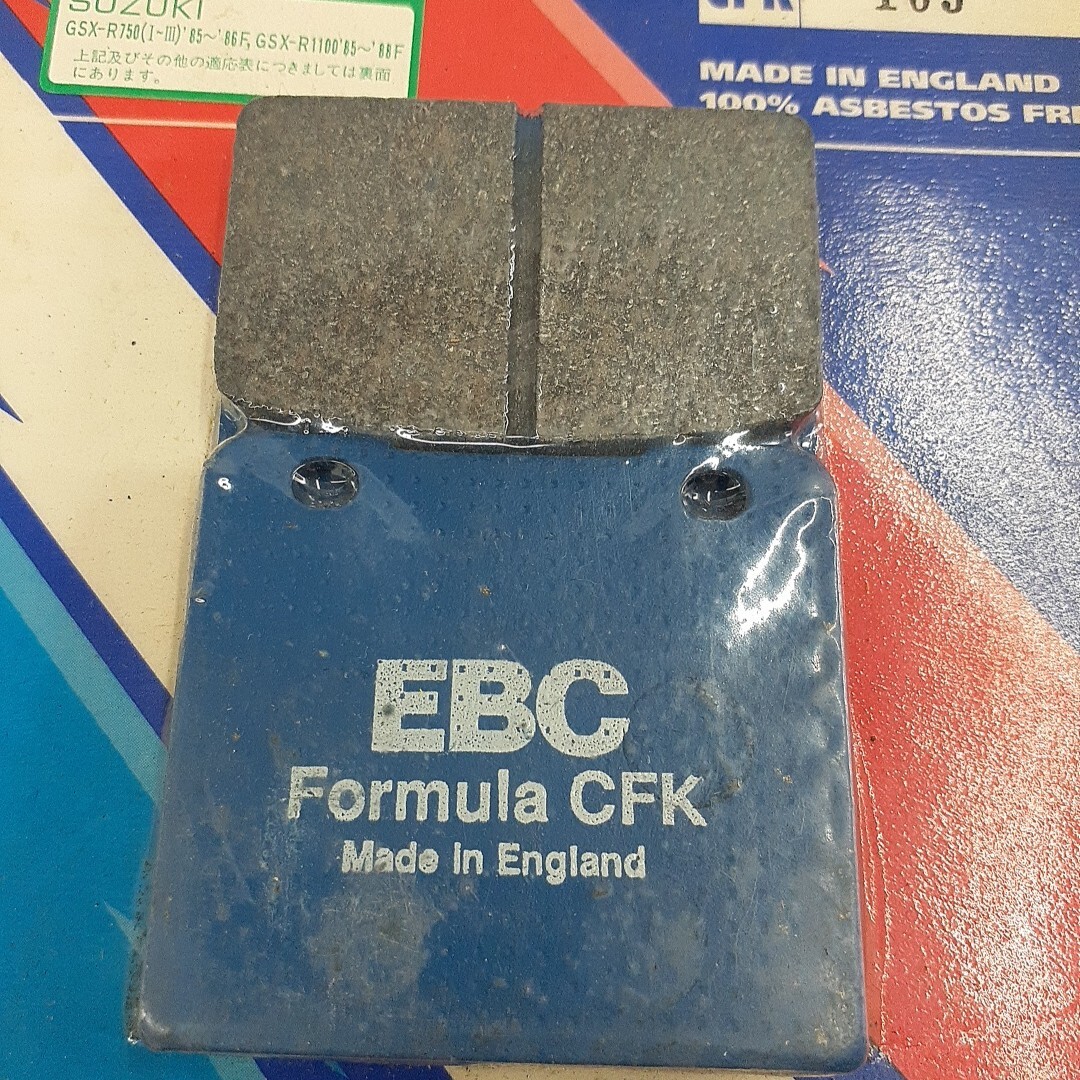 SUZUKI
GSX-R750(I~III)'85~'86F, GSX-R1100'85~'88F
上記及びその他の適応表につきましては裏面
にあります。
CFK 105
MADE IN ENGLAND
100% ASBESTOS
EBC
Formula CFK
Made in England